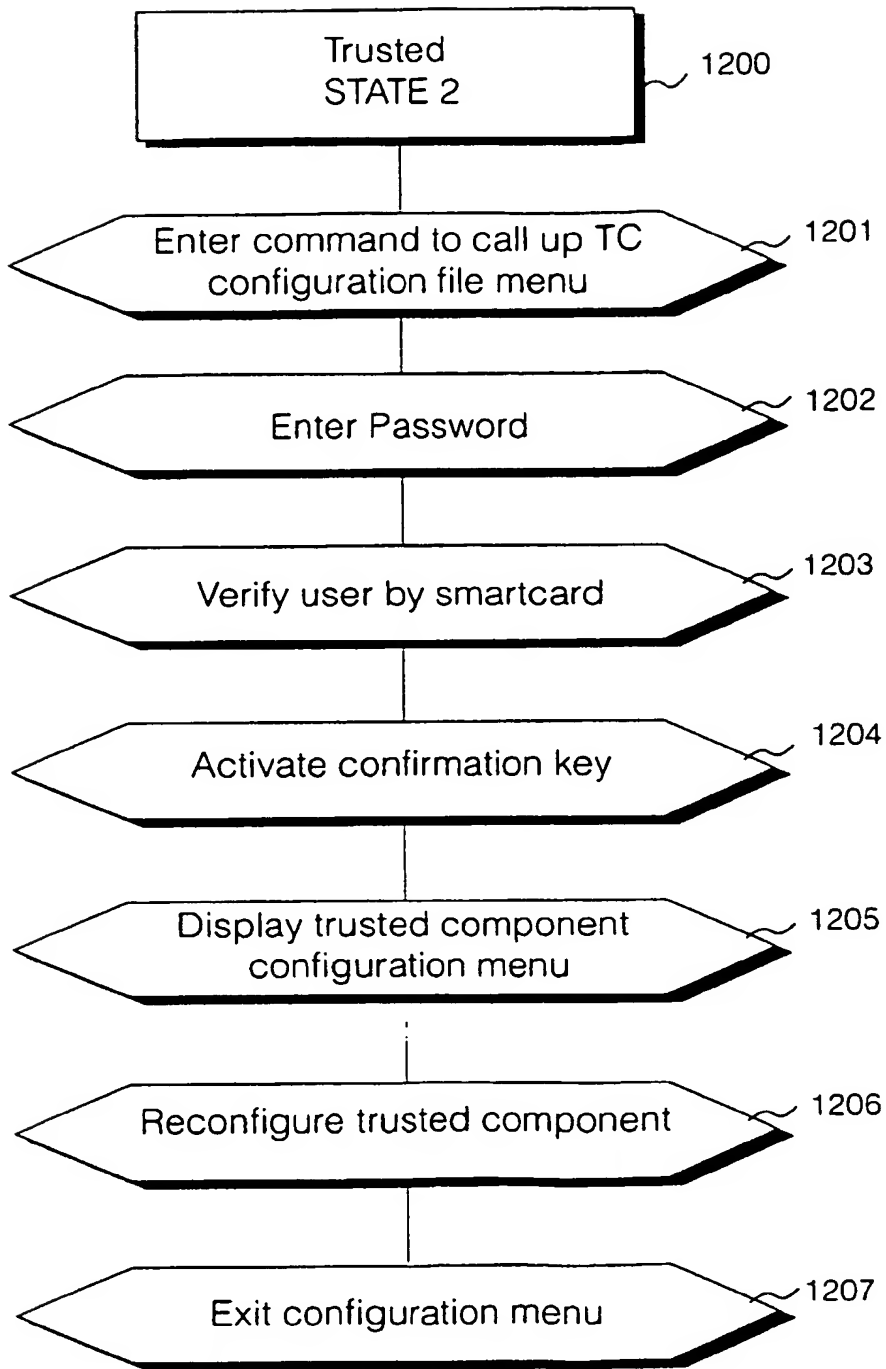 Trusted
STATE 2
1200
Enter command to call up TC
configuration file menu
1201
Enter Password
1202
Verify user by smartcard
1203
Activate confirmation key
1204
Display trusted component
configuration menu
1205
Reconfigure trusted component
1206
Exit configuration menu
1207